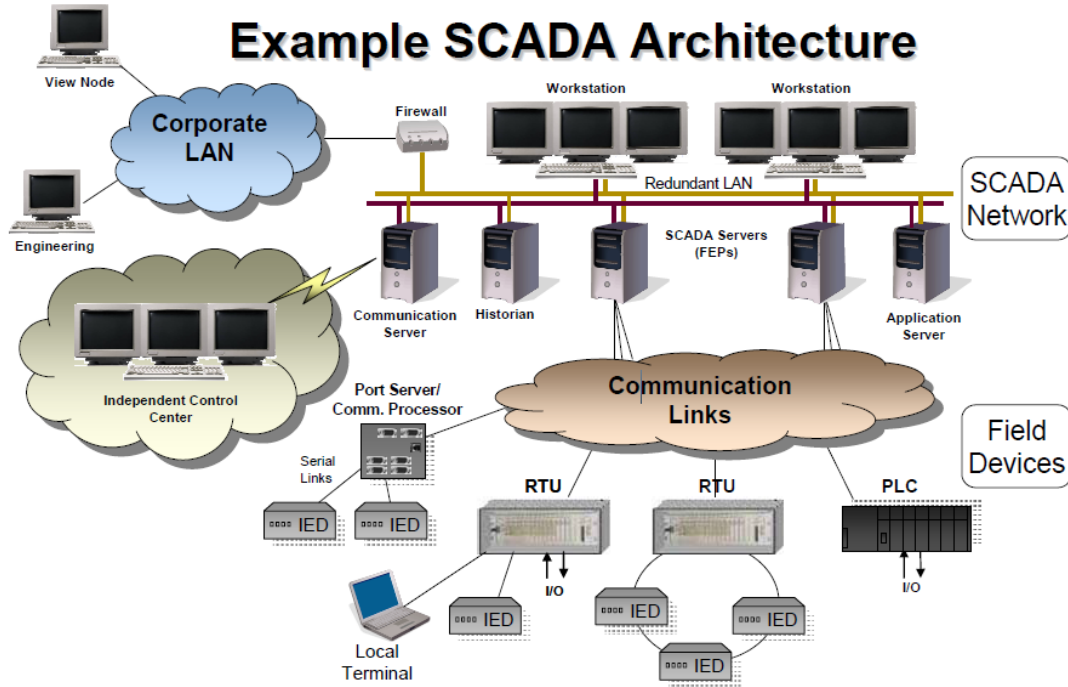 Example SCADA Architecture
View Node
Corporate
LAN
Engineering
Firewall
Workstation
Workstation
Redundant LAN
SCADA
Network
SCADA Servers
(FEPs)
Communication
Server
Historian
Application
Server
Independent Control
Center
Port Server/
Comm. Processor
Communication
Links
Field
Devices
Serial
Links
IED
IED
RTU
RTU
PLC
I/O
I/O
IED
IED
IED
IED
Local
Terminal